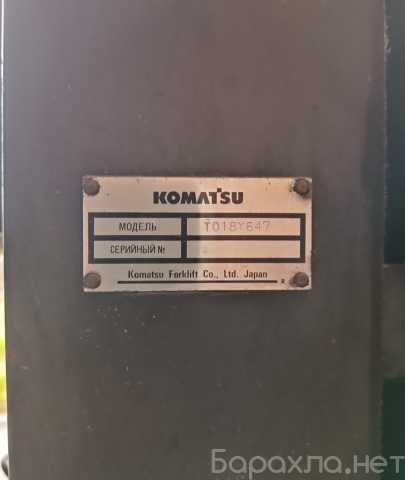 KOMATSU
МОДЕЛЬ T018Y647
СЕРИЙНЫЙ №
Komatsu Forklift Co., Ltd. Japan
Барахла.нет